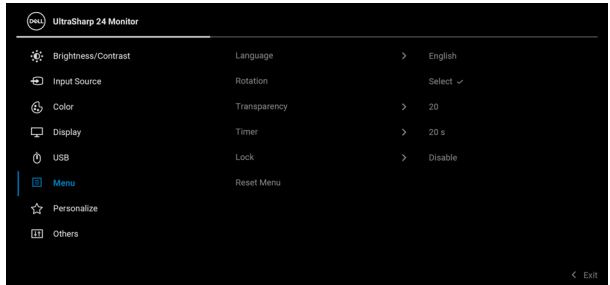 DELL UltraSharp 24 Monitor
Brightness/Contrast Language > English
Input Source Rotation Select ✓
Color Transparency > 20
Display Timer > 20 s
USB Lock > Disable
Menu Reset Menu
Personalize
Others
< Exit